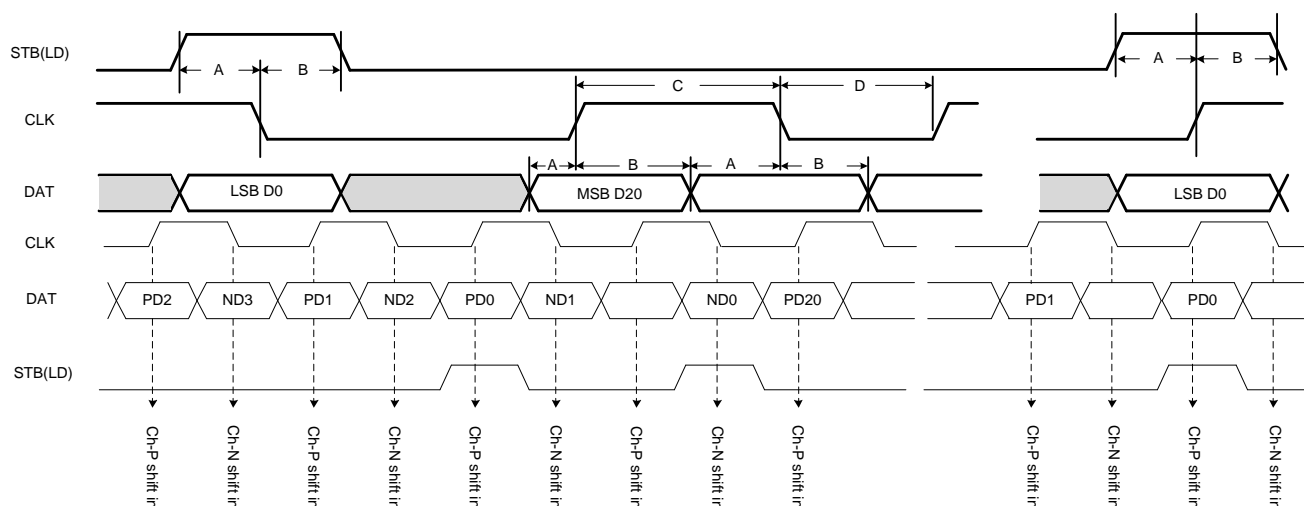 STB(LD)
A
B
A
B
C
D
CLK
A
B
A
B
DAT
LSB D0
MSB D20
LSB D0
CLK
DAT
PD2
ND3
PD1
ND2
PD0
ND1
ND0
PD20
PD1
PD0
STB(LD)
Ch-P shift in
Ch-N shift in
Ch-P shift in
Ch-N shift in
Ch-P shift in
Ch-N shift in
Ch-P shift in
Ch-N shift in
Ch-P shift in
Ch-P shift in
Ch-N shift in
Ch-P shift in
Ch-N shift in